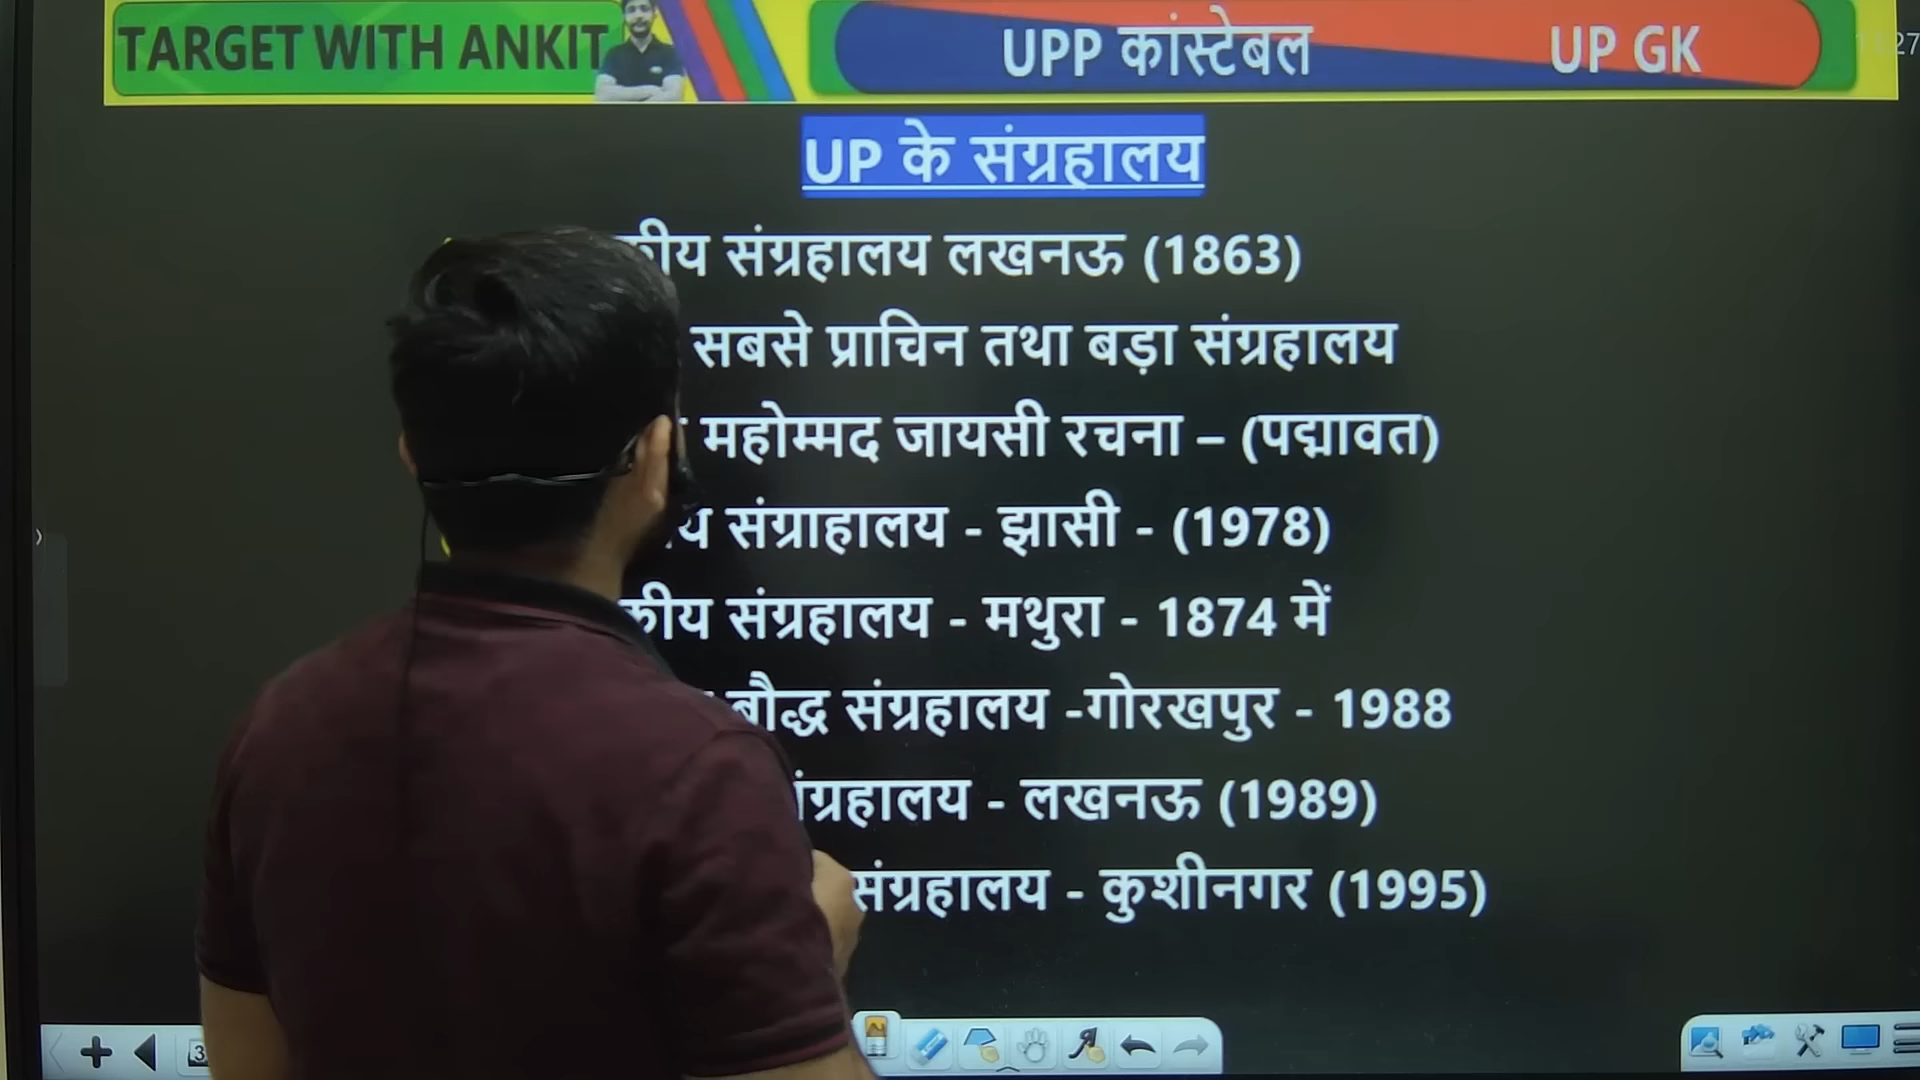 TARGET WITH ANKIT
UPP कांस्टेबल UP GK
27
UP के संग्रहालय
संग्रहालय लखनऊ (1863)
सबसे प्राचिन तथा बड़ा संग्रहालय
महोम्मद जायसी रचना – (पद्मावत)
संग्राहालय - झासी - (1978)
संग्रहालय - मथुरा - 1874 में
बौद्ध संग्रहालय -गोरखपुर - 1988
संग्रहालय - लखनऊ (1989)
संग्रहालय - कुशीनगर (1995)